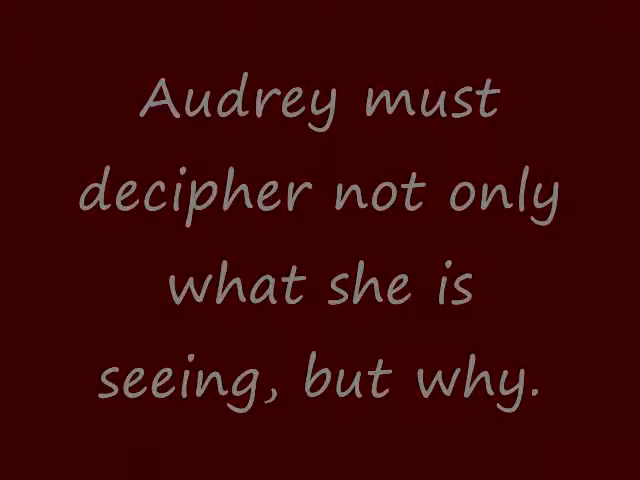 Audrey must
decipher not only
what she is
seeing, but why.